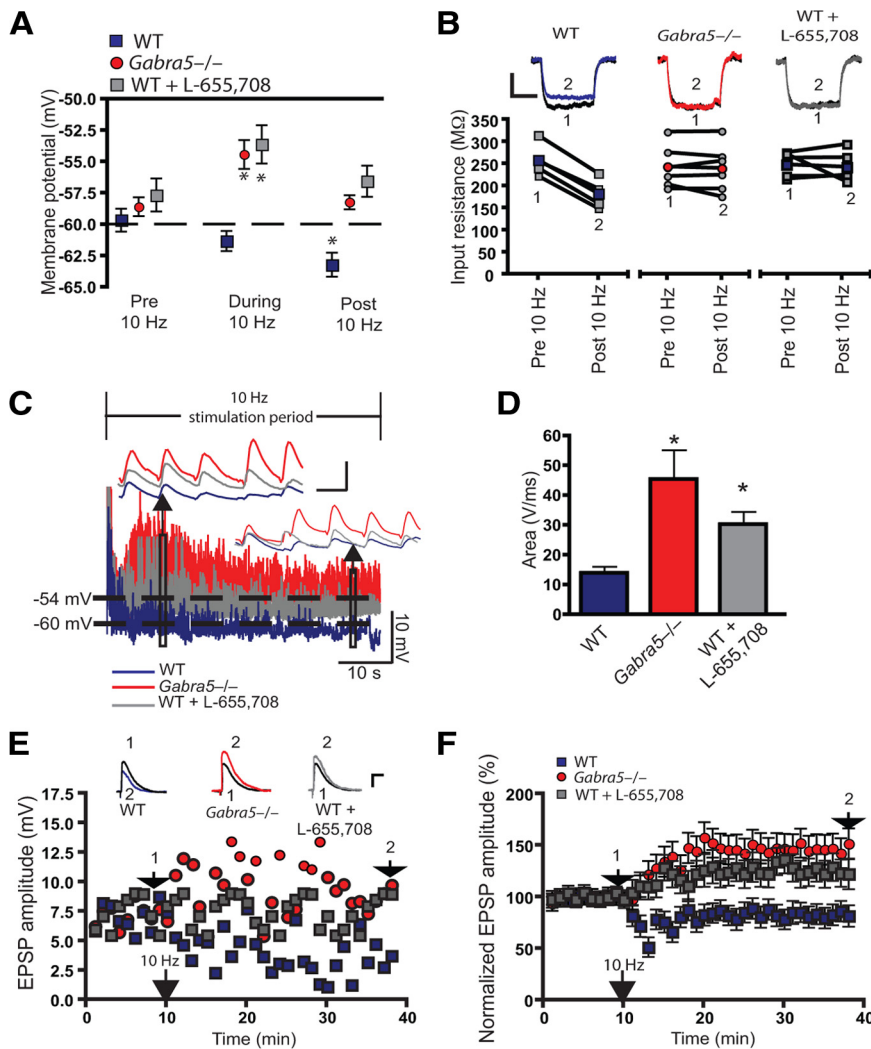 A
WT
Gabra5–/–
WT + L-655,708
Membrane potential (mV)
-50.0
-52.5
-55.0
-57.5
-60.0
-62.5
-65.0
* *
*
Pre
10 Hz
During
10 Hz
Post
10 Hz
B
WT
Gabra5–/–
WT +
L-655,708
2
1
2
1
2
1
Input resistance (MΩ)
350
300
250
200
150
100
50
0
1
2
1
2
1
2
Pre 10 Hz
Post 10 Hz
Pre 10 Hz
Post 10 Hz
Pre 10 Hz
Post 10 Hz
C
10 Hz
stimulation period
-54 mV
-60 mV
10 mV
10 s
WT
Gabra5–/–
WT + L-655,708
D
Area (V/ms)
60
50
40
30
20
10
0
*
*
WT
Gabra5–/–
WT +
L-655,708
E
1
2
WT
2
1
Gabra5–/–
2
1
WT +
L-655,708
EPSP amplitude (mV)
17.5
15.0
12.5
10.0
7.5
5.0
2.5
0.0
1
2
10 Hz
0
10
20
30
40
Time (min)
F
WT
Gabra5–/–
WT + L-655,708
Normalized EPSP amplitude (%)
200
150
100
50
0
1
2
10 Hz
0
10
20
30
40
Time (min)